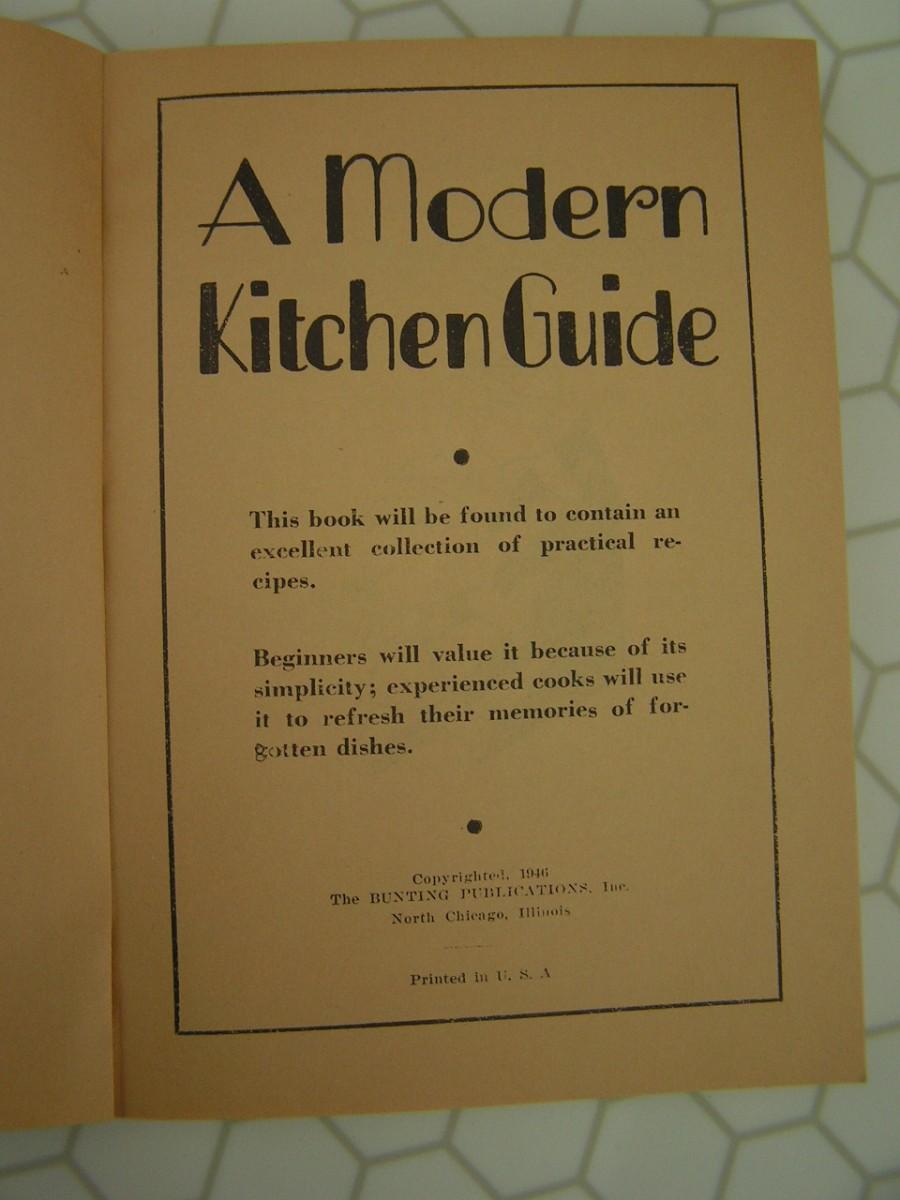 A Modern
Kitchen Guide
This book will be found to contain an
excellent collection of practical re-
cipes.
Beginners will value it because of its
simplicity; experienced cooks will use
it to refresh their memories of for-
gotten dishes.
Copyrighted, 1946
The BUNTING PUBLICATIONS, Inc.
North Chicago, Illinois
Printed in U. S. A